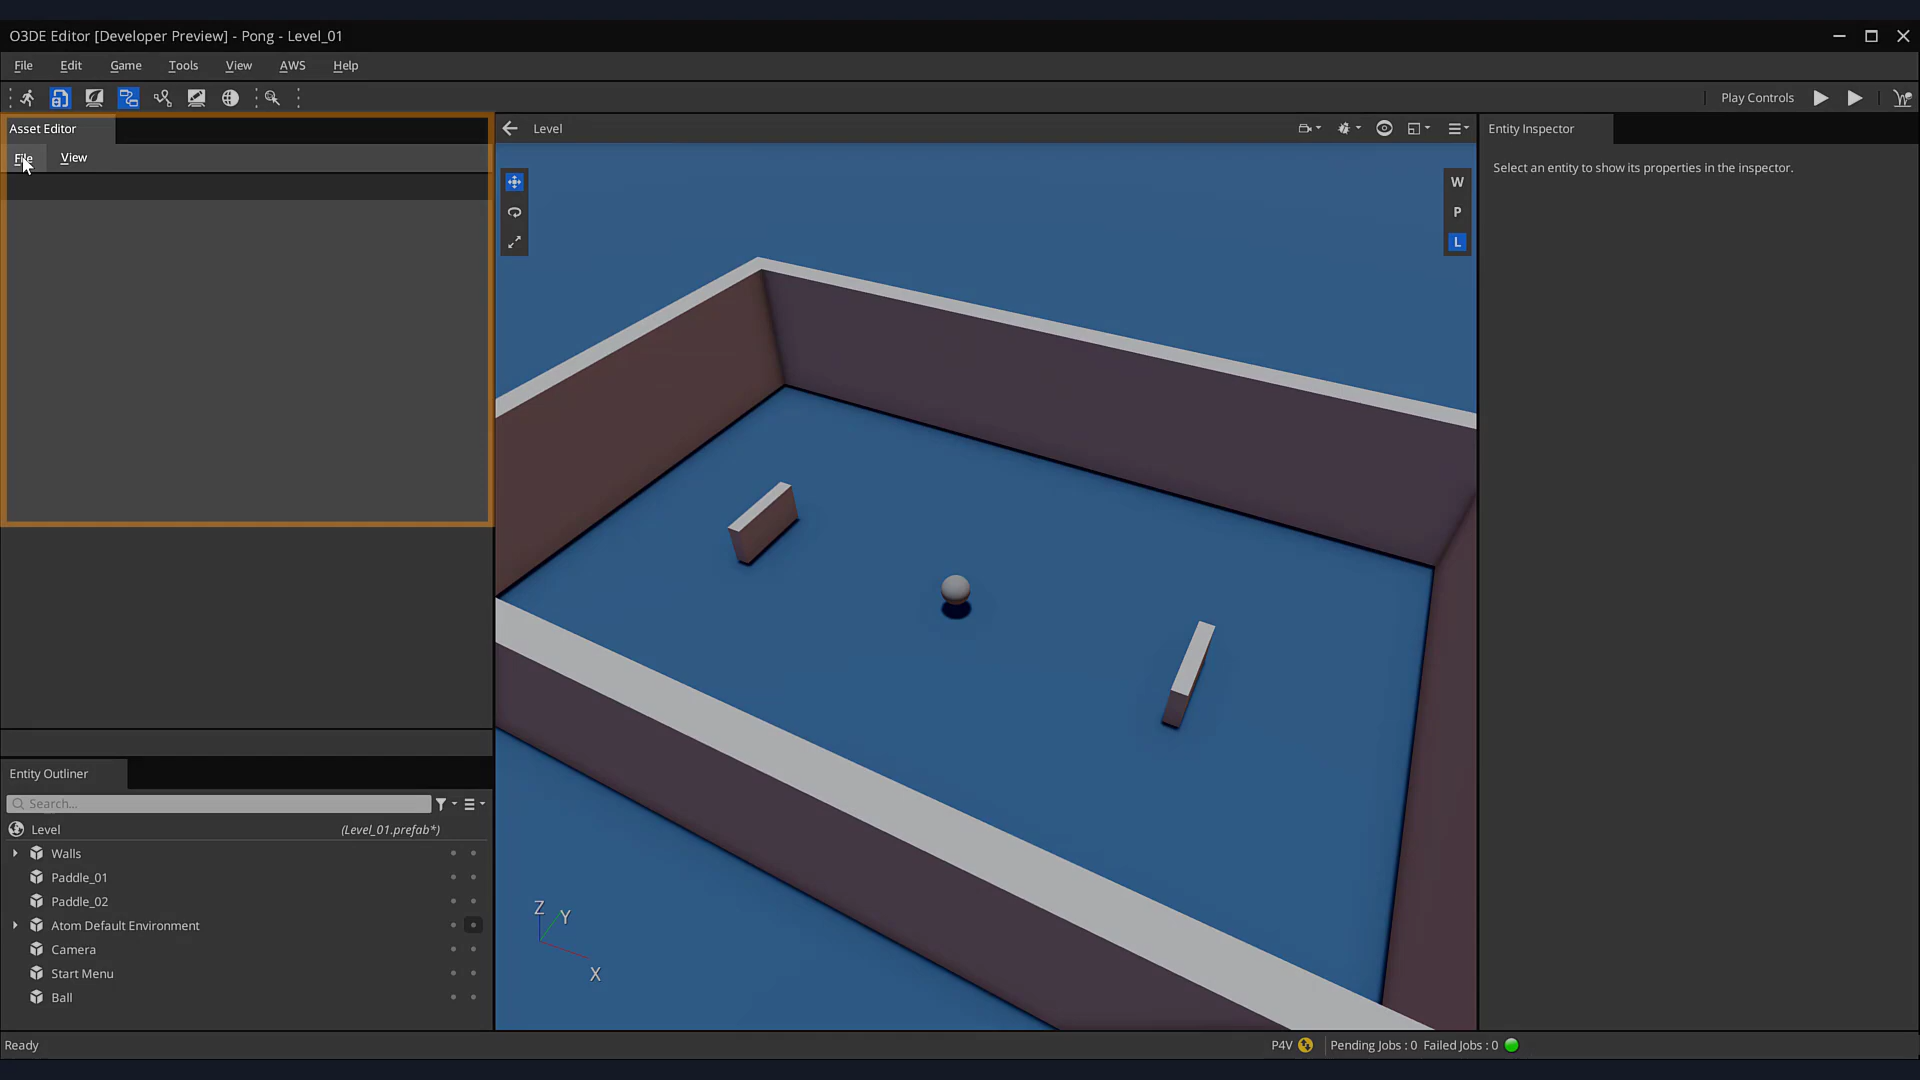 O3DE Editor [Developer Preview] - Pong - Level_01
File Edit Game Tools View AWS Help
Play Controls
Asset Editor
File View
Level
W
P
L
Z
Y
X
Entity Inspector
Select an entity to show its properties in the inspector.
Entity Outliner
Search...
Level (Level_01.prefab*)
Walls
Paddle_01
Paddle_02
Atom Default Environment
Camera
Start Menu
Ball
Ready
P4V Pending Jobs : 0 Failed Jobs : 0